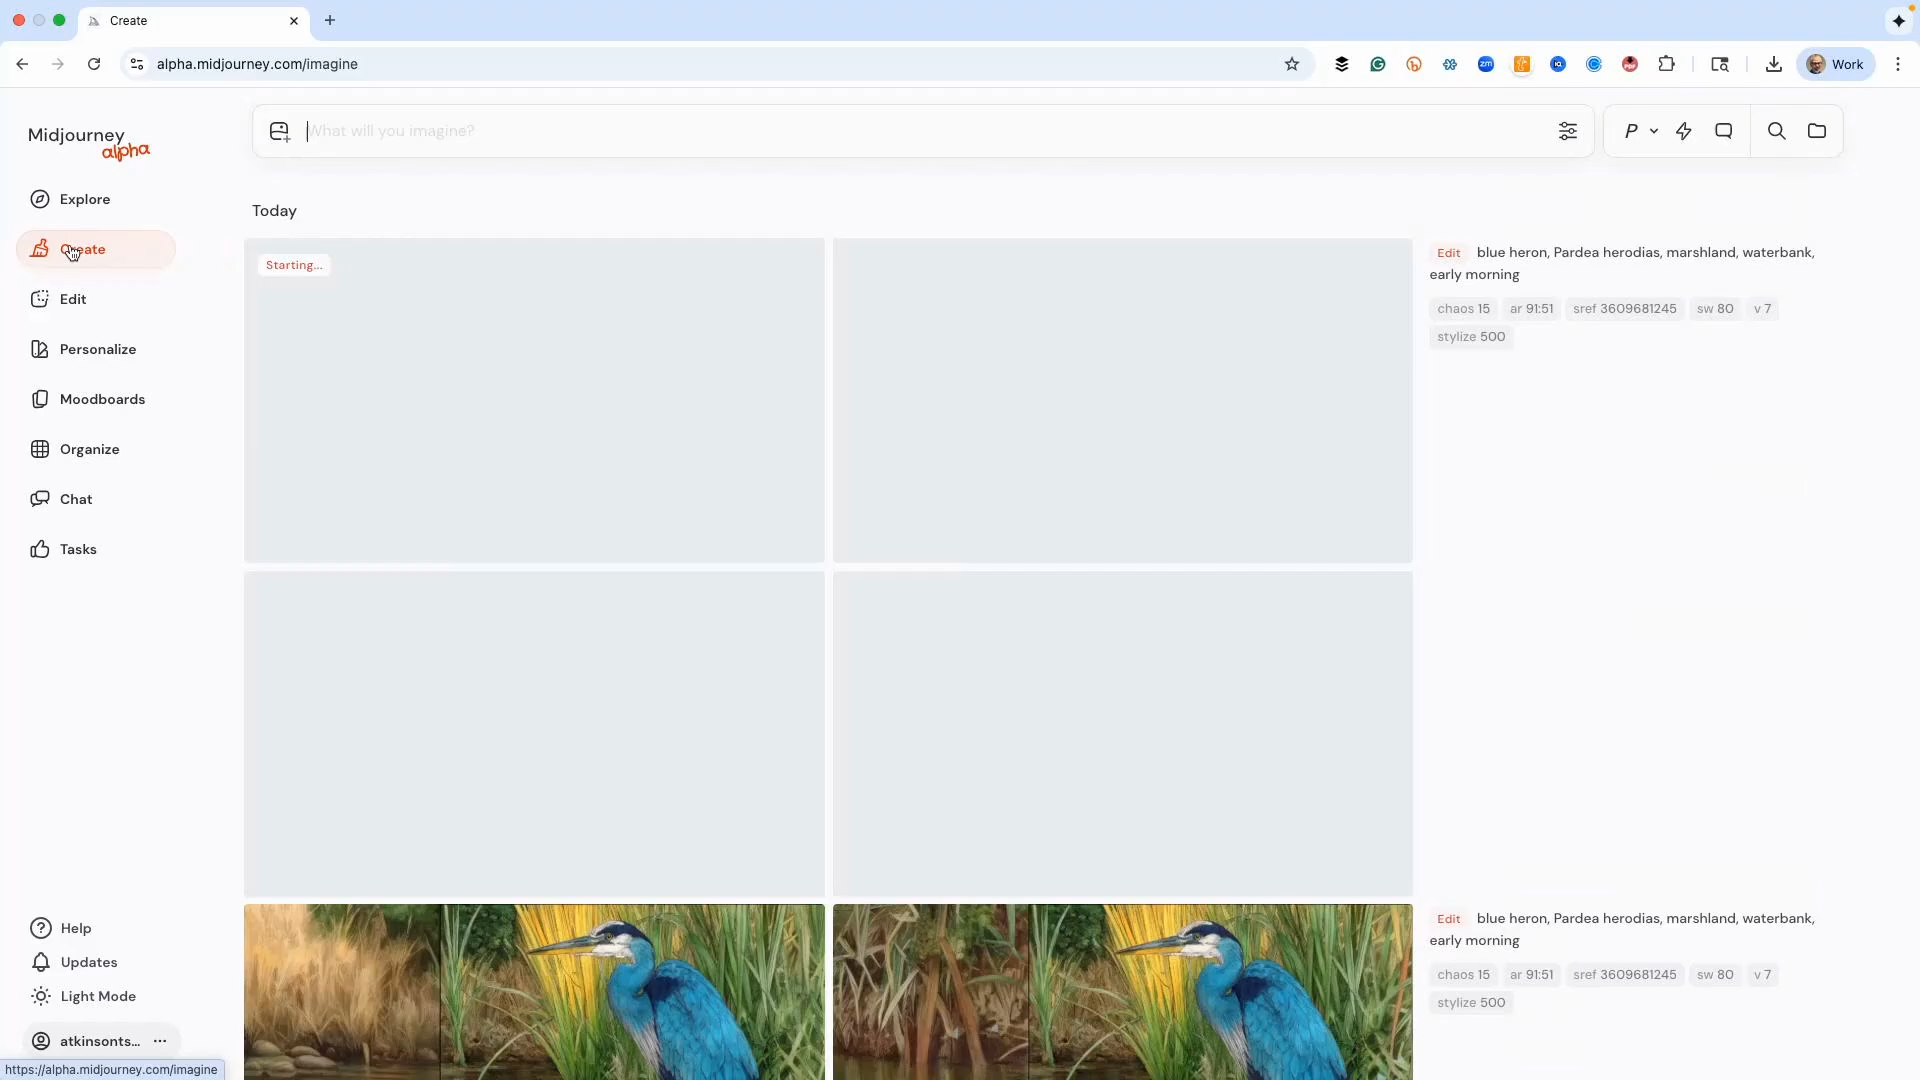 Create
alpha.midjourney.com/imagine
Work
Midjourney
alpha
What will you imagine?
P
Explore
Create
Edit
Personalize
Moodboards
Organize
Chat
Tasks
Today
Starting...
Edit blue heron, Pardea herodias, marshland, waterbank,
early morning
chaos 15 ar 91:51 sref 3609681245 sw 80 v 7
stylize 500
Edit blue heron, Pardea herodias, marshland, waterbank,
early morning
chaos 15 ar 91:51 sref 3609681245 sw 80 v 7
stylize 500
Help
Updates
Light Mode
atkinsonts...
https://alpha.midjourney.com/imagine